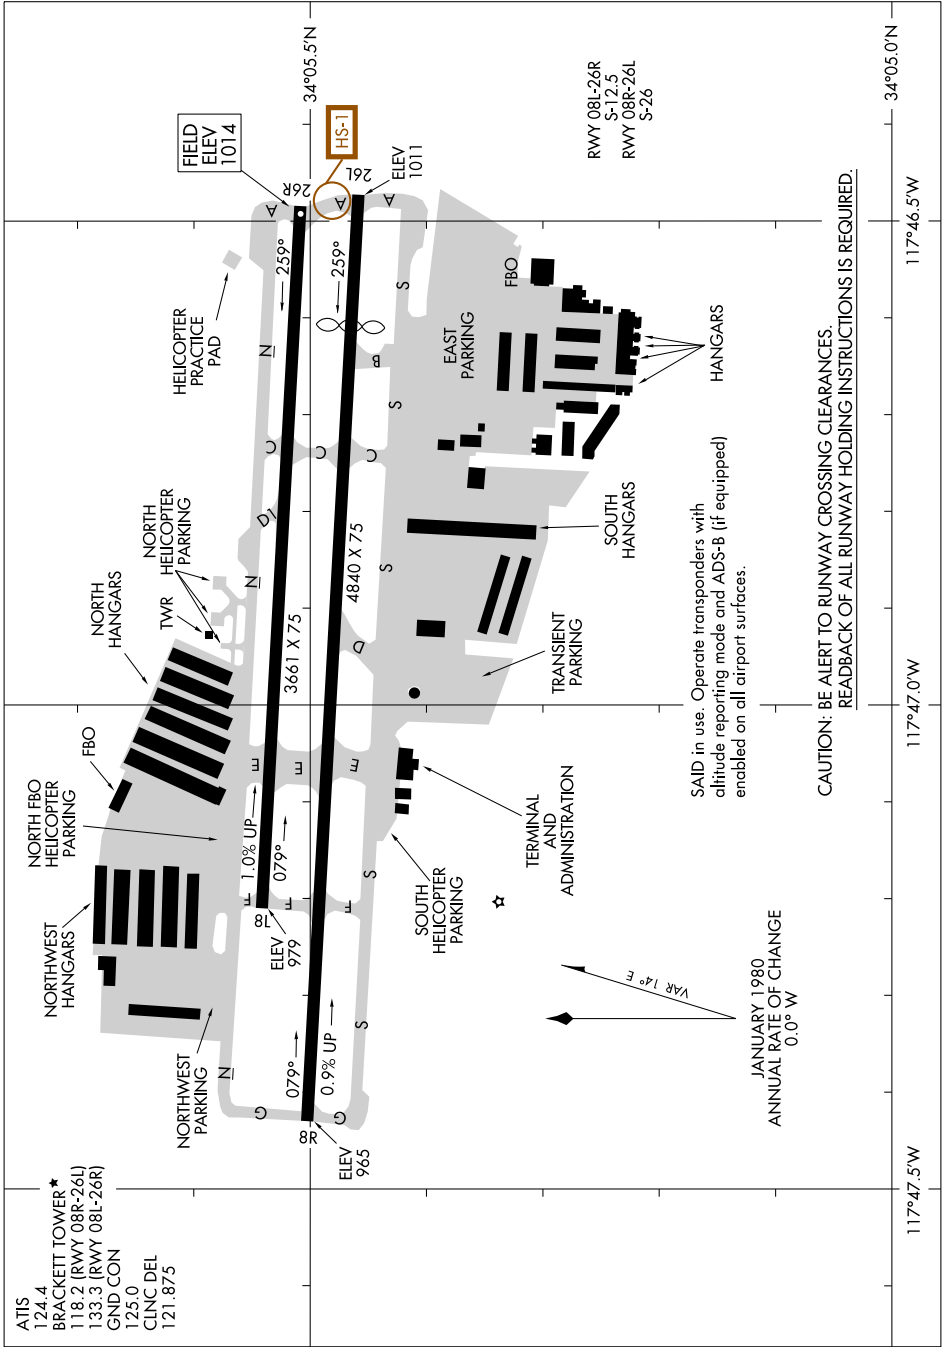 ATIS
124.4
BRACKETT TOWER★
118.2 (RWY 08R-26L)
133.3 (RWY 08L-26R)
GND CON
125.0
CLNC DEL
121.875
NORTHWEST
HANGARS
NORTH FBO
HELICOPTER
PARKING
FBO
NORTH
HANGARS
TWR
NORTH
HELICOPTER
PARKING
HELICOPTER
PRACTICE
PAD
FIELD
ELEV
1014
34°05.5'N
NORTHWEST
PARKING
N
N
N
D1
G
G
F
F
F
E
E
E
D
C
C
C
B
A
A
A
S
S
S
S
S
8L
ELEV
979
1.0% UP
079°
3661 X 75
259°
26R
HS-1
8R
ELEV
965
079°
0.9% UP
4840 X 75
259°
26L
ELEV
1011
SOUTH
HELICOPTER
PARKING
TERMINAL
AND
ADMINISTRATION
TRANSIENT
PARKING
SOUTH
HANGARS
EAST
PARKING
FBO
HANGARS
RWY 08L-26R
S-12.5
RWY 08R-26L
S-26
VAR 14° E
JANUARY 1980
ANNUAL RATE OF CHANGE
0.0° W
SAID in use. Operate transponders with
altitude reporting mode and ADS-B (if equipped)
enabled on all airport surfaces.
CAUTION: BE ALERT TO RUNWAY CROSSING CLEARANCES.
READBACK OF ALL RUNWAY HOLDING INSTRUCTIONS IS REQUIRED.
34°05.0'N
117°47.5'W
117°47.0'W
117°46.5'W